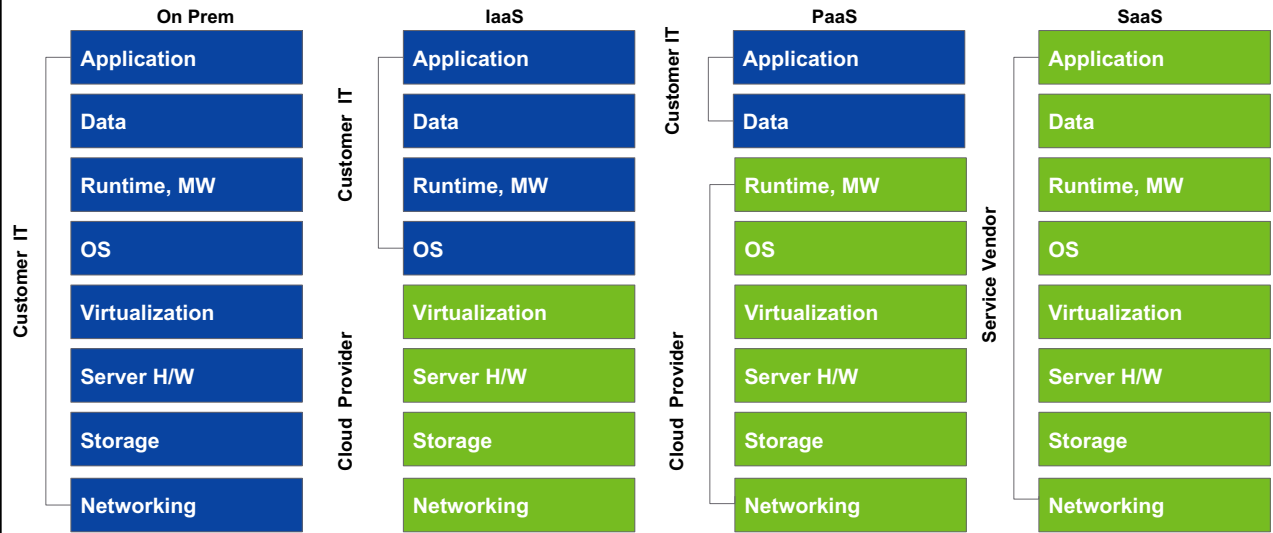 On Prem
IaaS
PaaS
SaaS
Customer IT
Application
Data
Runtime, MW
OS
Virtualization
Server H/W
Storage
Networking
Customer IT
Cloud Provider
Application
Data
Runtime, MW
OS
Virtualization
Server H/W
Storage
Networking
Customer IT
Cloud Provider
Application
Data
Runtime, MW
OS
Virtualization
Server H/W
Storage
Networking
Service Vendor
Application
Data
Runtime, MW
OS
Virtualization
Server H/W
Storage
Networking